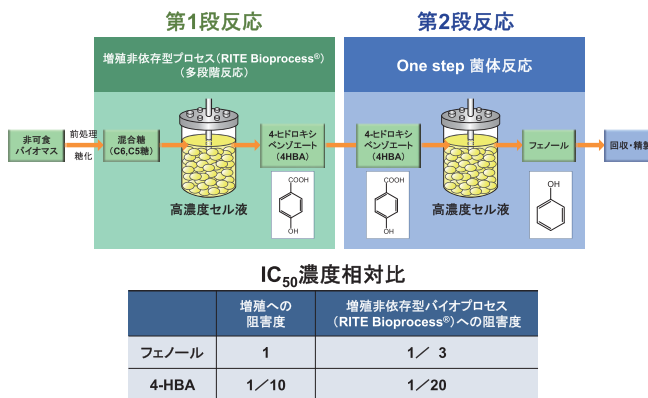 第1段反応
第2段反応
増殖非依存型プロセス(RITE Bioprocess®)
(多段階反応)
One step 菌体反応
非可食
バイオマス
前処理
糖化
混合糖
(C6,C5糖)
高濃度セル液
4-ヒドロキシ
ベンゾエート
(4HBA)
COOH
OH
4-ヒドロキシ
ベンゾエート
(4HBA)
COOH
OH
高濃度セル液
フェノール
OH
回収・精製
IC50濃度相対比
増殖への
阻害度
増殖非依存型バイオプロセス
(RITE Bioprocess®)への阻害度
フェノール
1
1/ 3
4-HBA
1/10
1/20